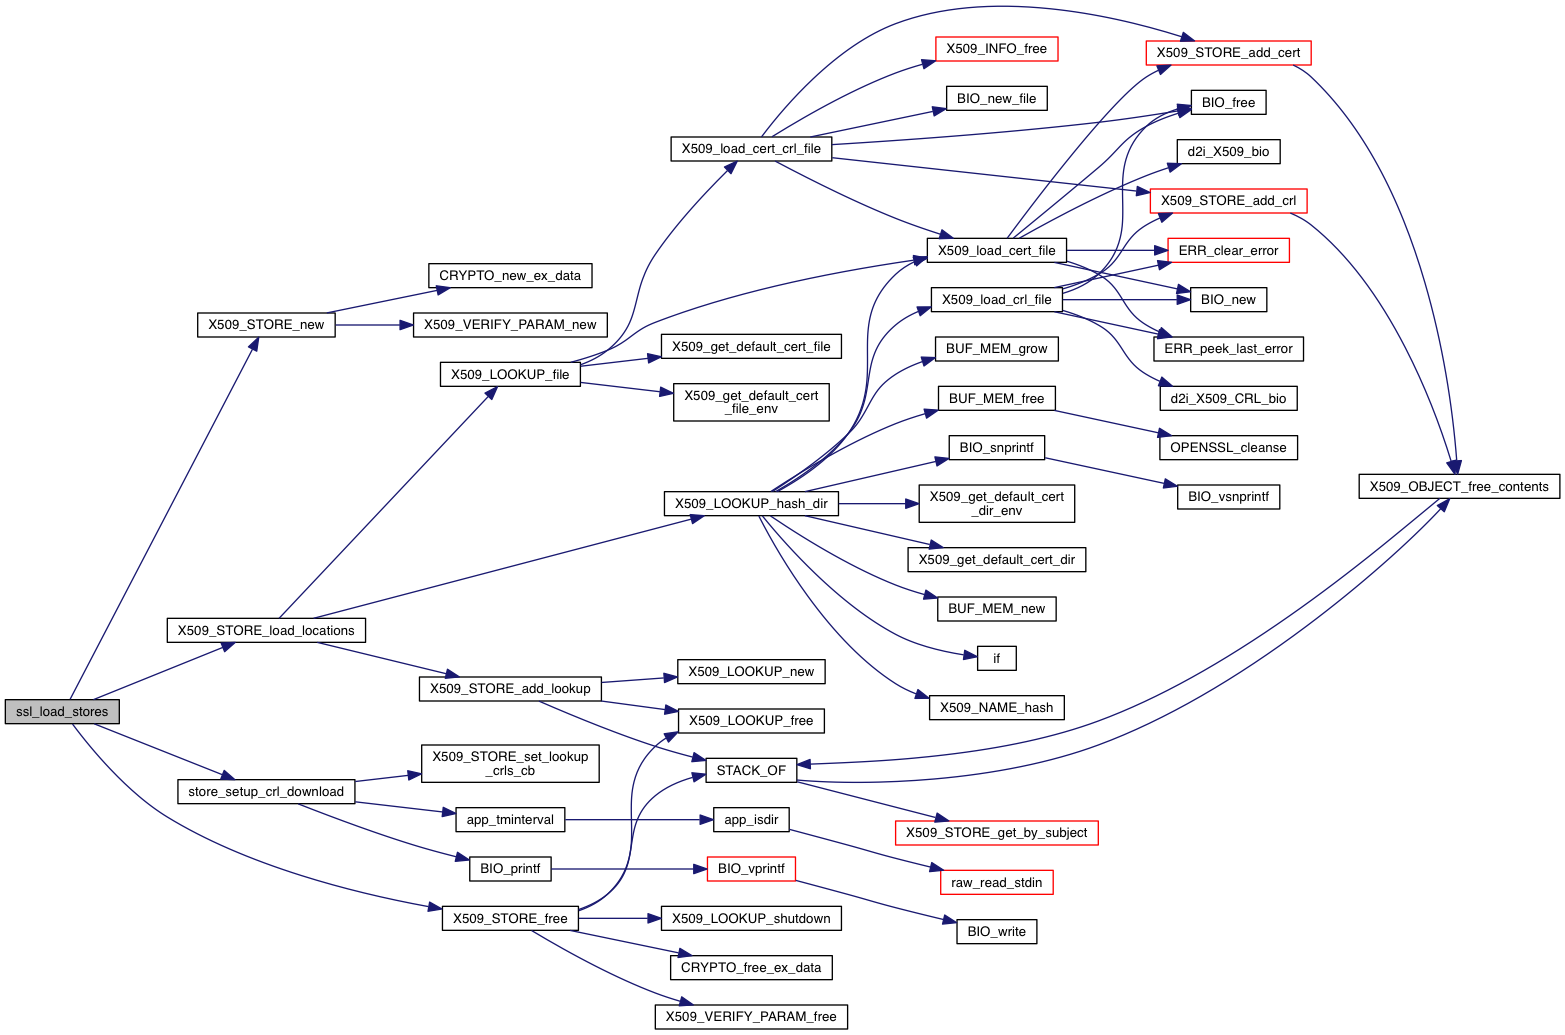 X509_STORE_add_cert
X509_INFO_free
BIO_new_file
BIO_free
X509_load_cert_crl_file
d2i_X509_bio
X509_STORE_add_crl
X509_load_cert_file
ERR_clear_error
CRYPTO_new_ex_data
X509_load_crl_file
BIO_new
X509_STORE_new
X509_VERIFY_PARAM_new
X509_get_default_cert_file
BUF_MEM_grow
ERR_peek_last_error
X509_LOOKUP_file
X509_get_default_cert
_file_env
BUF_MEM_free
d2i_X509_CRL_bio
BIO_snprintf
OPENSSL_cleanse
X509_OBJECT_free_contents
X509_LOOKUP_hash_dir
X509_get_default_cert
_dir_env
BIO_vsnprintf
X509_get_default_cert_dir
BUF_MEM_new
X509_STORE_load_locations
if
X509_LOOKUP_new
X509_STORE_add_lookup
X509_NAME_hash
ssl_load_stores
X509_LOOKUP_free
X509_STORE_set_lookup
_crls_cb
STACK_OF
store_setup_crl_download
app_tminterval
app_isdir
X509_STORE_get_by_subject
BIO_printf
BIO_vprintf
raw_read_stdin
X509_STORE_free
X509_LOOKUP_shutdown
BIO_write
CRYPTO_free_ex_data
X509_VERIFY_PARAM_free